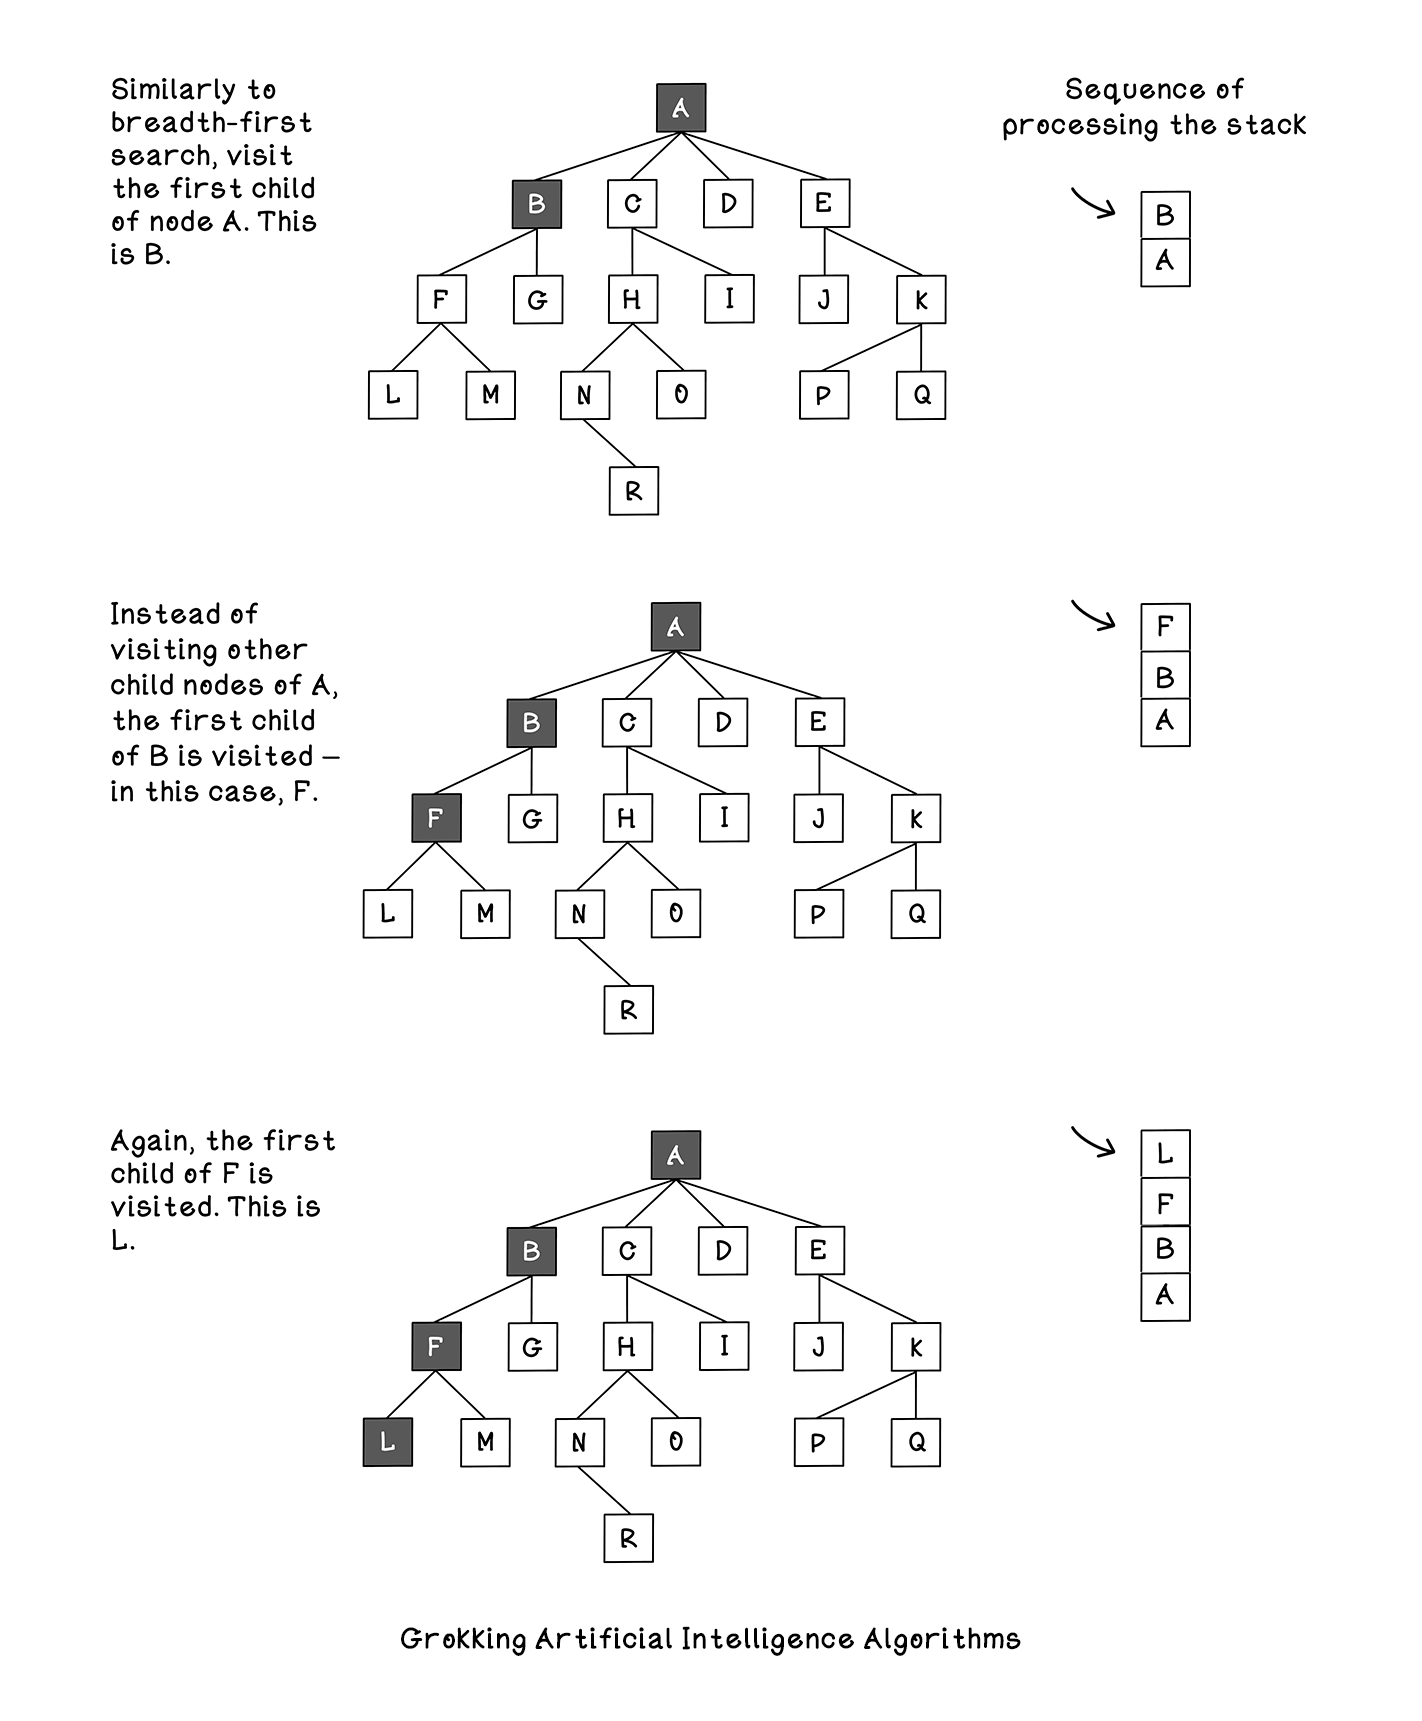 Similarly to
breadth-first
search, visit
the first child
of node A. This
is B.
Sequence of
processing the stack
A
B C D E
F G H I J K
L M N O P Q
R
B
A
Instead of
visiting other
child nodes of A,
the first child
of B is visited –
in this case, F.
A
B C D E
F G H I J K
L M N O P Q
R
F
B
A
Again, the first
child of F is
visited. This is
L.
A
B C D E
F G H I J K
L M N O P Q
R
L
F
B
A
Grokking Artificial Intelligence Algorithms